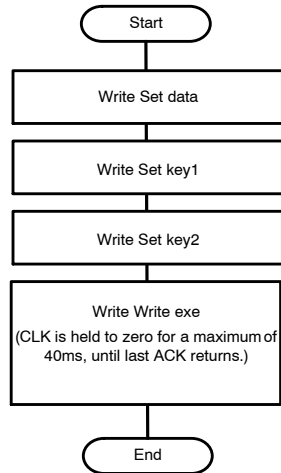 Start
Write Set data
Write Set key1
Write Set key2
Write Write exe
(CLK is held to zero for a maximum of
40ms, until last ACK returns.)
End